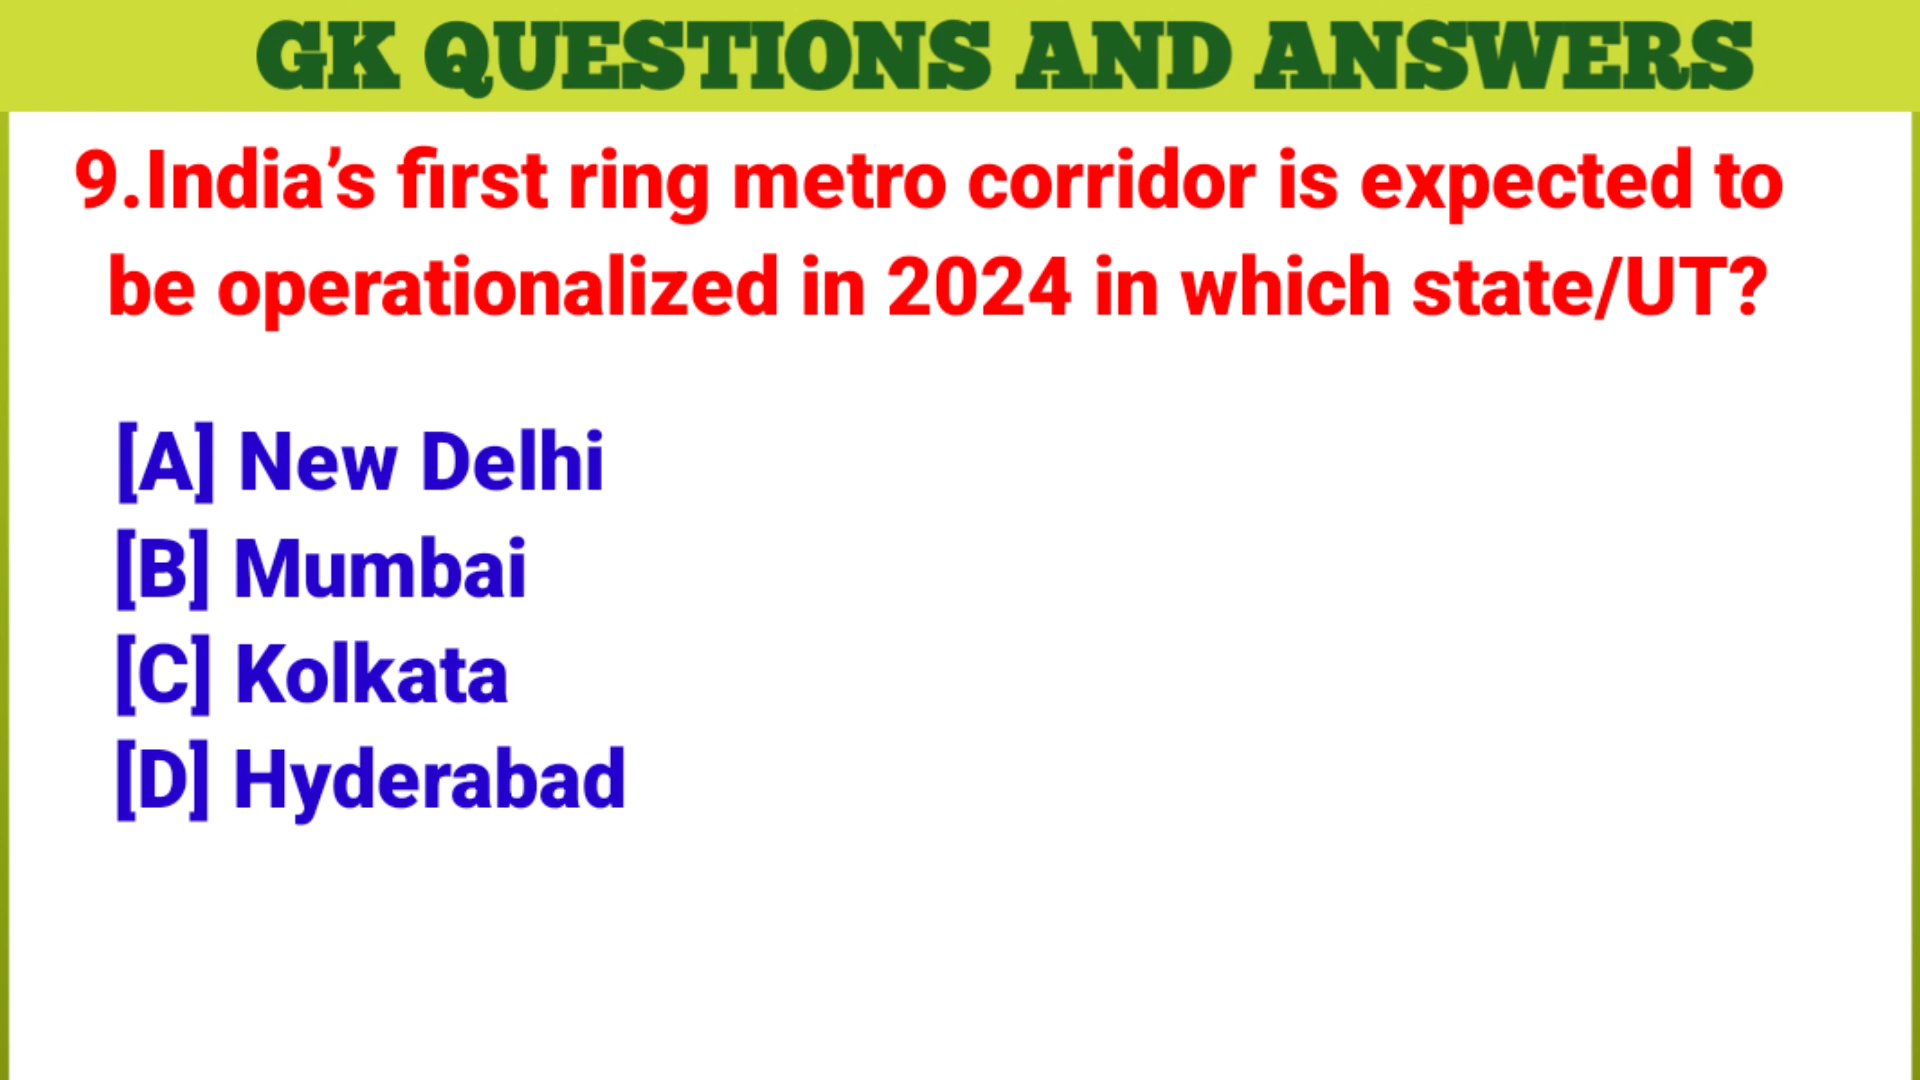 GK QUESTIONS AND ANSWERS
9.India’s first ring metro corridor is expected to
be operationalized in 2024 in which state/UT?
[A] New Delhi
[B] Mumbai
[C] Kolkata
[D] Hyderabad